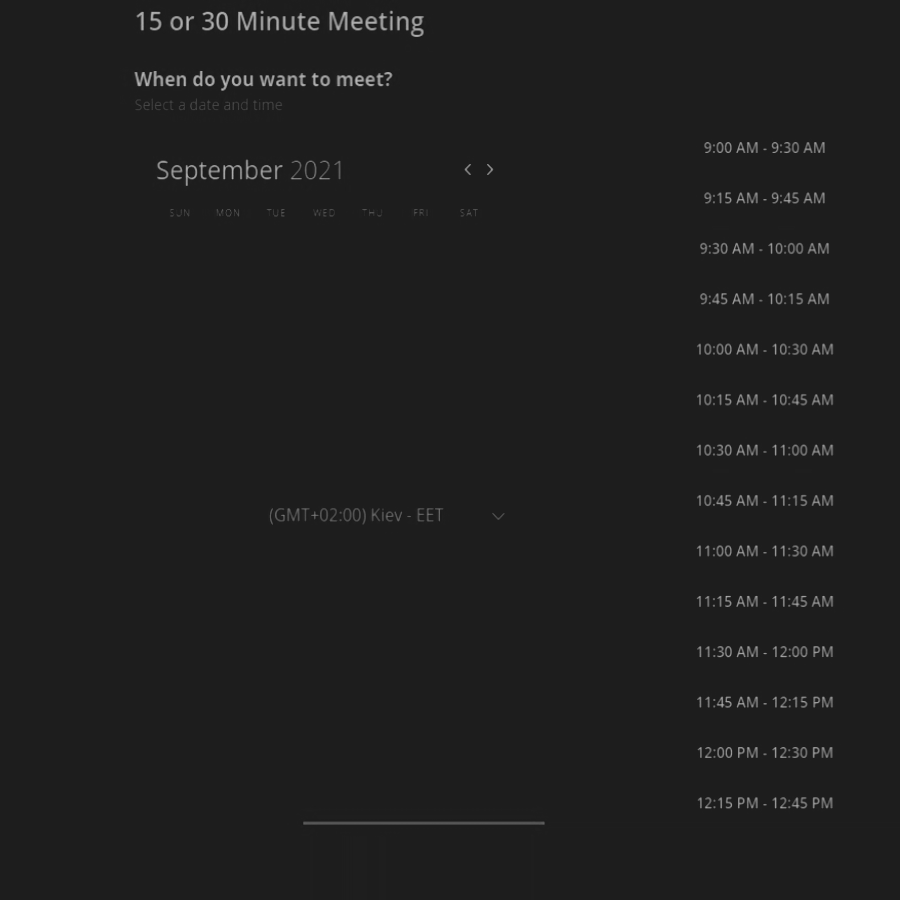 15 or 30 Minute Meeting
When do you want to meet?
Select a date and time
September 2021
SUN MON TUE WED THU FRI SAT
(GMT+02:00) Kiev - EET
9:00 AM - 9:30 AM
9:15 AM - 9:45 AM
9:30 AM - 10:00 AM
9:45 AM - 10:15 AM
10:00 AM - 10:30 AM
10:15 AM - 10:45 AM
10:30 AM - 11:00 AM
10:45 AM - 11:15 AM
11:00 AM - 11:30 AM
11:15 AM - 11:45 AM
11:30 AM - 12:00 PM
11:45 AM - 12:15 PM
12:00 PM - 12:30 PM
12:15 PM - 12:45 PM